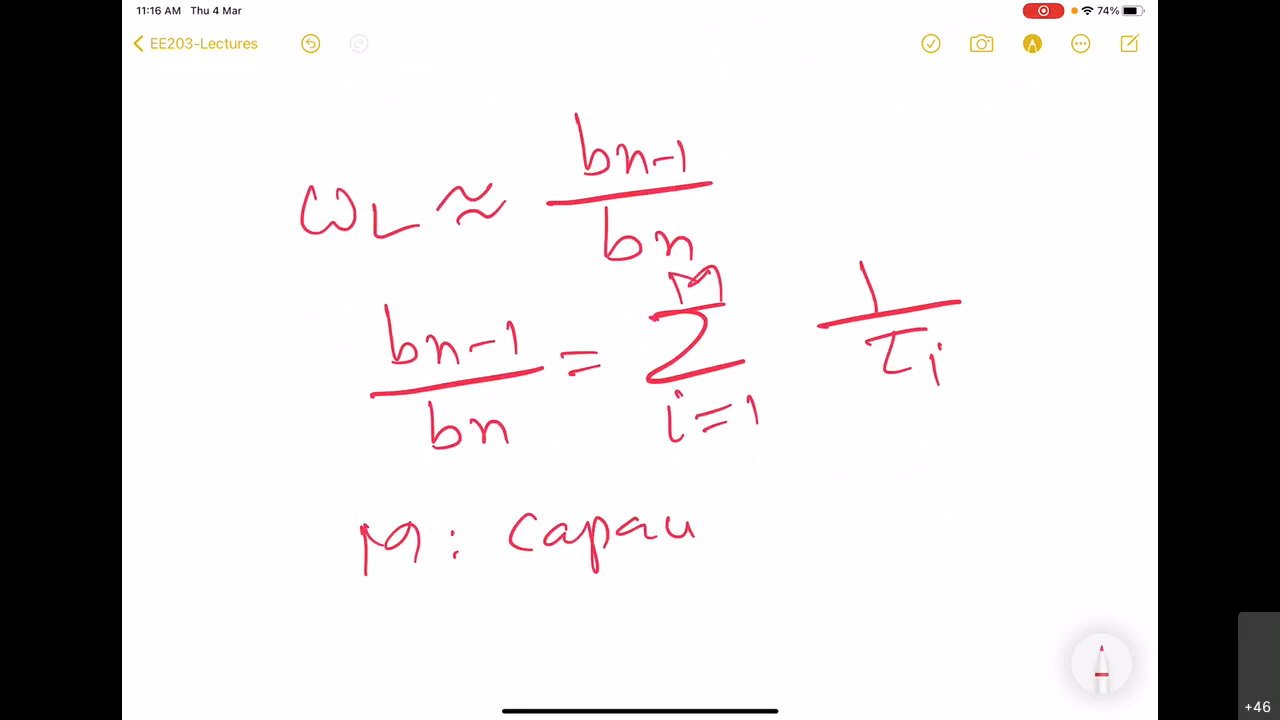 11:16 AM Thu 4 Mar 74%
EE203-Lectures
ωL ≈ bn-1 / bn
bn-1 / bn = M Σ i=1 1 / τi
M: Capau
+46